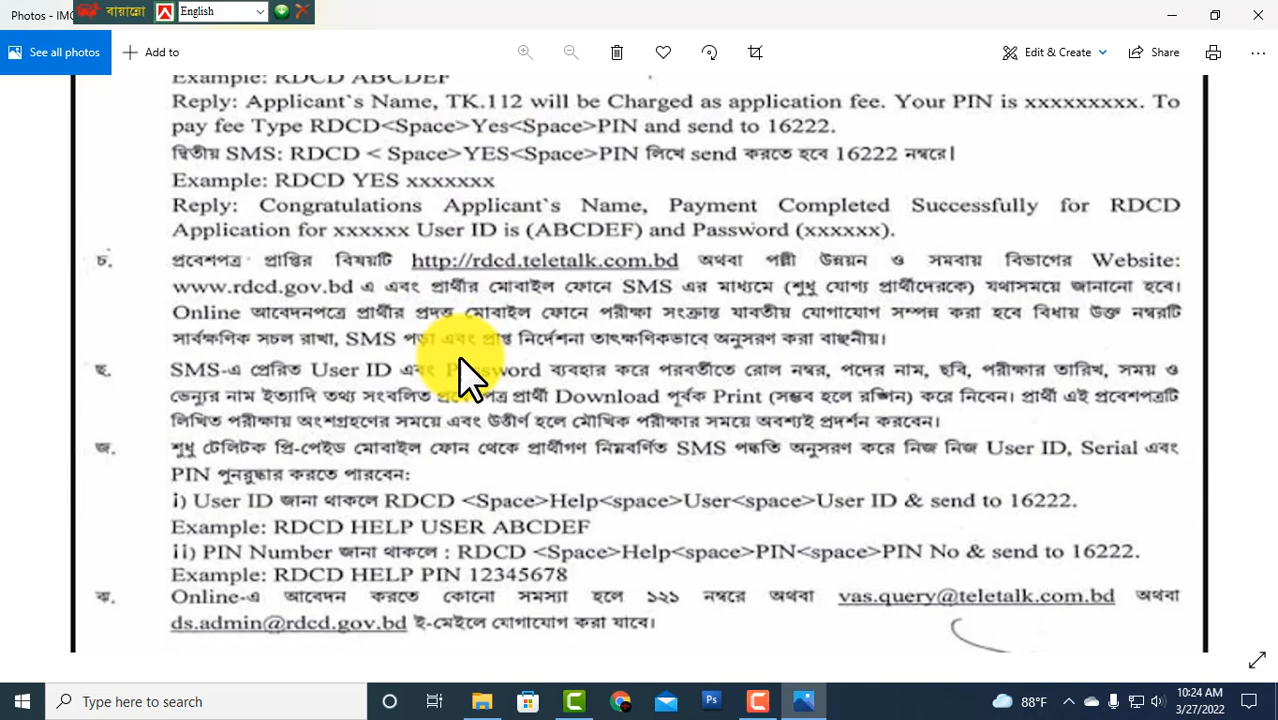 Photos - IMG
বায়ান্নো
English
See all photos
Add to
Edit & Create
Share
Example: RDCD ABCDEF
Reply: Applicant`s Name, TK.112 will be Charged as application fee. Your PIN is xxxxxxxxx. To
pay fee Type RDCD<Space>Yes<Space>PIN and send to 16222.
দ্বিতীয় SMS: RDCD < Space>YES<Space>PIN লিখে send করতে হবে 16222 নম্বরে|
Example: RDCD YES xxxxxxx
Reply: Congratulations Applicant`s Name, Payment Completed Successfully for RDCD
Application for xxxxxx User ID is (ABCDEF) and Password (xxxxxx).
চ. প্রবেশপত্র প্রাপ্তির বিষয়টি http://rdcd.teletalk.com.bd অথবা পল্লী উন্নয়ন ও সমবায় বিভাগের Website:
www.rdcd.gov.bd এ এবং প্রার্থীর মোবাইল ফোনে SMS এর মাধ্যমে (শুধু যোগ্য প্রার্থীদেরকে) যথাসময়ে জানানো হবে।
Online আবেদনপত্রে প্রার্থীর প্রদত্ত মোবাইল ফোনে পরীক্ষা সংক্রান্ত যাবতীয় যোগাযোগ সম্পন্ন করা হবে বিধায় উক্ত নম্বরটি
সার্বক্ষণিক সচল রাখা, SMS পড়া এবং প্রাপ্ত নির্দেশনা তাৎক্ষণিকভাবে অনুসরণ করা বাঞ্ছনীয়।
ছ. SMS-এ প্রেরিত User ID এবং Password ব্যবহার করে পরবর্তীতে রোল নম্বর, পদের নাম, ছবি, পরীক্ষার তারিখ, সময় ও
ভেন্যুর নাম ইত্যাদি তথ্য সংবলিত প্রবেশপত্র প্রার্থী Download পূর্বক Print (সম্ভব হলে রঙ্গিন) করে নিবেন। প্রার্থী এই প্রবেশপত্রটি
লিখিত পরীক্ষায় অংশগ্রহণের সময়ে এবং উত্তীর্ণ হলে মৌখিক পরীক্ষার সময়ে অবশ্যই প্রদর্শন করবেন।
জ. শুধু টেলিটক প্রি-পেইড মোবাইল ফোন থেকে প্রার্থীগণ নিম্নবর্ণিত SMS পদ্ধতি অনুসরণ করে নিজ নিজ User ID, Serial এবং
PIN পুনরুদ্ধার করতে পারবেন:
i) User ID জানা থাকলে RDCD <Space>Help<space>User<space>User ID & send to 16222.
Example: RDCD HELP USER ABCDEF
ii) PIN Number জানা থাকলে : RDCD <Space>Help<space>PIN<space>PIN No & send to 16222.
Example: RDCD HELP PIN 12345678
ঝ. Online-এ আবেদন করতে কোনো সমস্যা হলে ১২১ নম্বরে অথবা vas.query@teletalk.com.bd অথবা
ds.admin@rdcd.gov.bd ই-মেইলে যোগাযোগ করা যাবে।
Type here to search
Ps
88°F
10:24 AM
3/27/2022